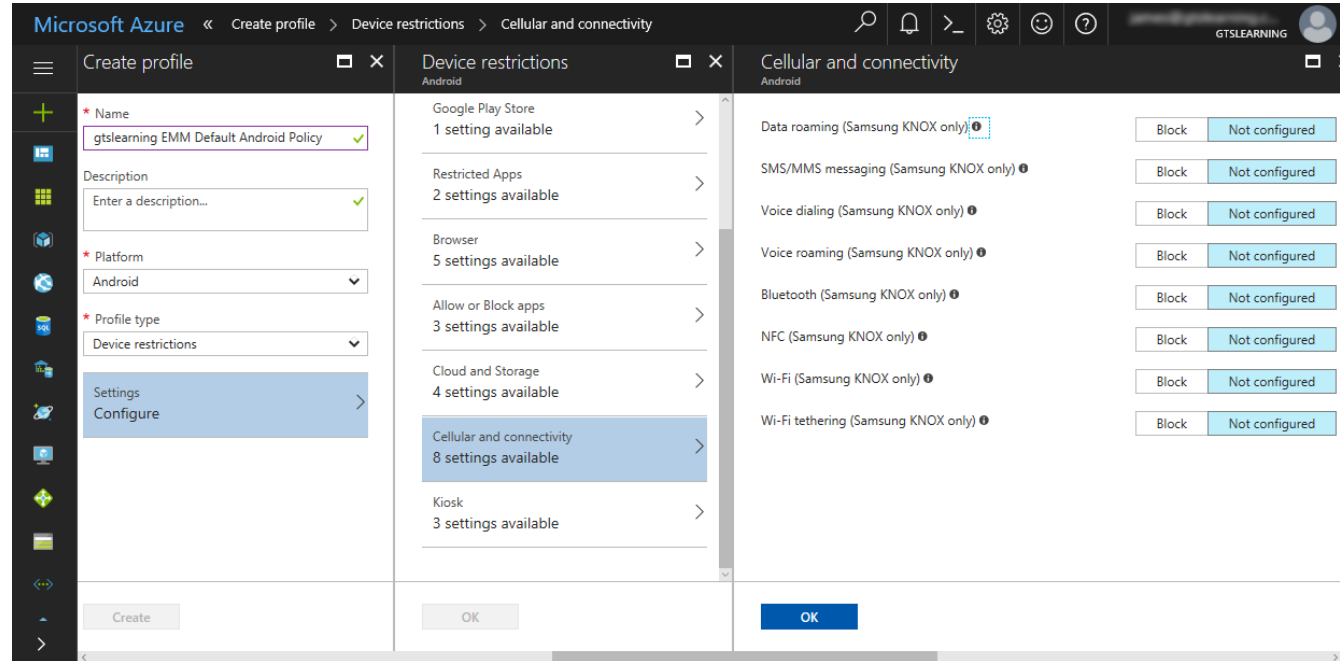 Microsoft Azure « Create profile > Device restrictions > Cellular and connectivity
GTSLEARNING
Create profile
* Name
gtslearning EMM Default Android Policy
Description
Enter a description...
* Platform
Android
* Profile type
Device restrictions
Settings
Configure
Create
Device restrictions
Android
Google Play Store
1 setting available
Restricted Apps
2 settings available
Browser
5 settings available
Allow or Block apps
3 settings available
Cloud and Storage
4 settings available
Cellular and connectivity
8 settings available
Kiosk
3 settings available
OK
Cellular and connectivity
Android
Data roaming (Samsung KNOX only) Block Not configured
SMS/MMS messaging (Samsung KNOX only) Block Not configured
Voice dialing (Samsung KNOX only) Block Not configured
Voice roaming (Samsung KNOX only) Block Not configured
Bluetooth (Samsung KNOX only) Block Not configured
NFC (Samsung KNOX only) Block Not configured
Wi-Fi (Samsung KNOX only) Block Not configured
Wi-Fi tethering (Samsung KNOX only) Block Not configured
OK